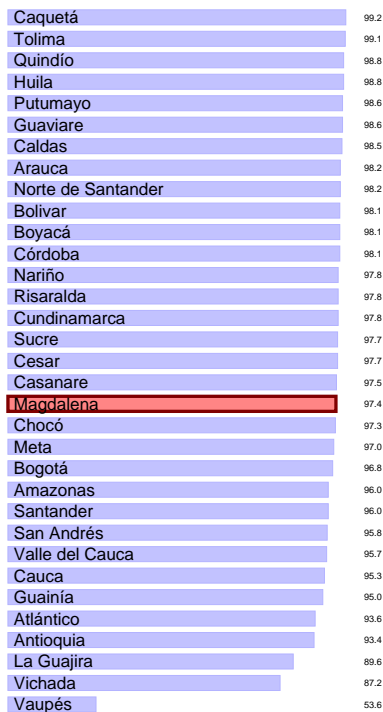 Caquetá 99.2
Tolima 99.1
Quindío 98.8
Huila 98.8
Putumayo 98.6
Guaviare 98.6
Caldas 98.5
Arauca 98.2
Norte de Santander 98.2
Bolivar 98.1
Boyacá 98.1
Córdoba 98.1
Nariño 97.8
Risaralda 97.8
Cundinamarca 97.8
Sucre 97.7
Cesar 97.7
Casanare 97.5
Magdalena 97.4
Chocó 97.3
Meta 97.0
Bogotá 96.8
Amazonas 96.0
Santander 96.0
San Andrés 95.8
Valle del Cauca 95.7
Cauca 95.3
Guainía 95.0
Atlántico 93.6
Antioquia 93.4
La Guajira 89.6
Vichada 87.2
Vaupés 53.6